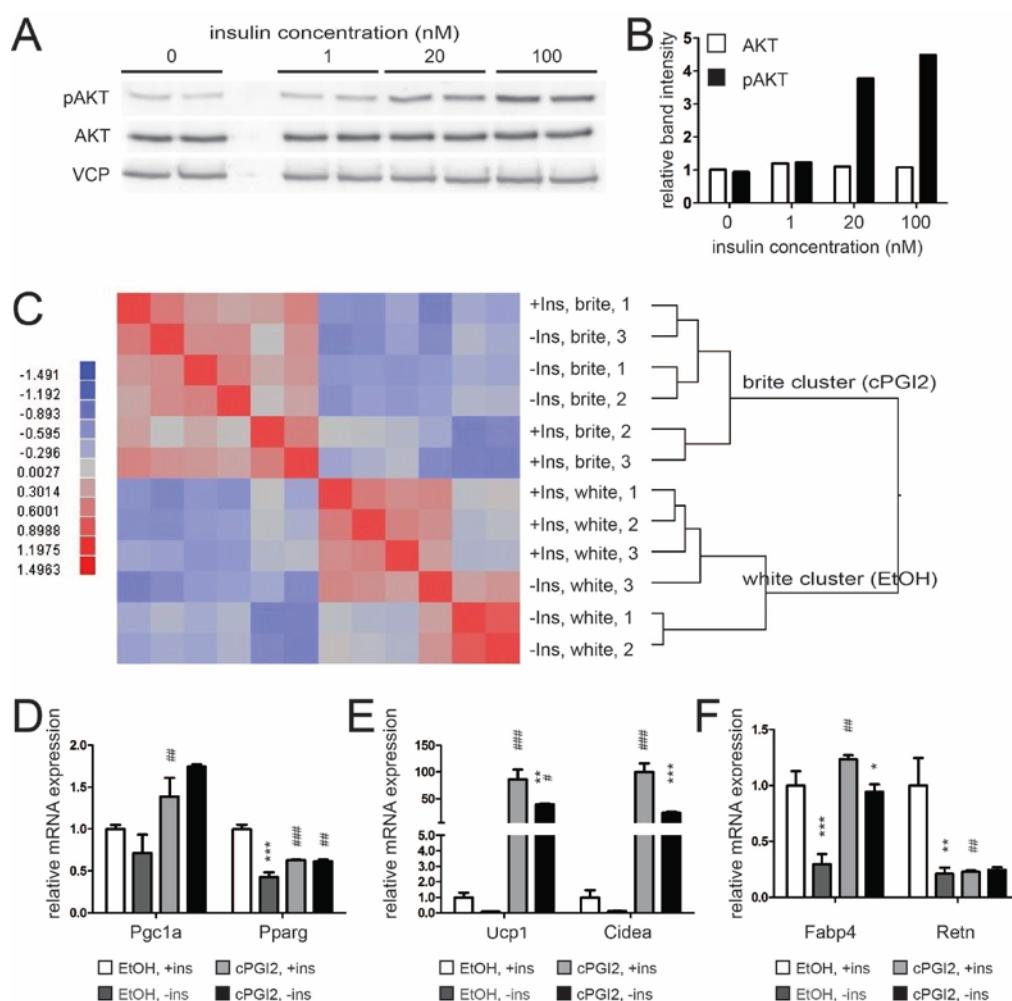 A
insulin concentration (nM)
0 1 20 100
pAKT
AKT
VCP
B
relative band intensity
5
4
3
2
1
0
AKT
pAKT
0 1 20 100
insulin concentration (nM)
C
-1.491
-1.192
-0.893
-0.595
-0.296
0.0027
0.3014
0.6001
0.8988
1.1975
1.4963
+Ins, brite, 1
-Ins, brite, 3
-Ins, brite, 1
-Ins, brite, 2
+Ins, brite, 2
+Ins, brite, 3
+Ins, white, 1
+Ins, white, 2
+Ins, white, 3
-Ins, white, 3
-Ins, white, 1
-Ins, white, 2
brite cluster (cPGI2)
white cluster (EtOH)
D
relative mRNA expression
2.0
1.5
1.0
0.5
0.0
##
***
###
##
Pgc1a Pparg
EtOH, +ins cPGI2, +ins
EtOH, -ins cPGI2, -ins
E
relative mRNA expression
150
100
50
5.0
4.0
3.0
2.0
1.0
0.0
###
**
#
###
***
Ucp1 Cidea
EtOH, +ins cPGI2, +ins
EtOH, -ins cPGI2, -ins
F
relative mRNA expression
1.5
1.0
0.5
0.0
***
##
*
**
##
Fabp4 Retn
EtOH, +ins cPGI2, +ins
EtOH, -ins cPGI2, -ins